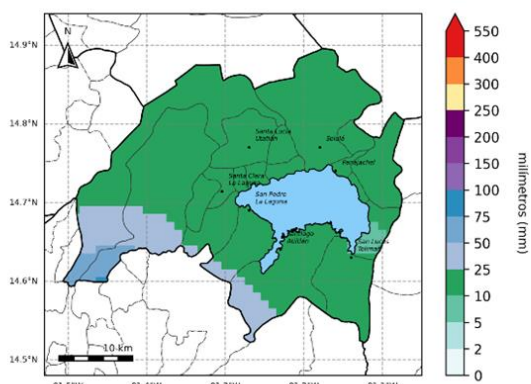 N
14.9°N
14.8°N
14.7°N
14.6°N
14.5°N
Santa Lucía
Utatlán
Sololá
Panajachel
Santa Clara
La Laguna
San Pedro
La Laguna
Santiago
Atitlán
San Lucas
Tolimán
10 km
550
400
300
250
200
150
100
75
50
25
10
5
2
0
milímetros (mm)